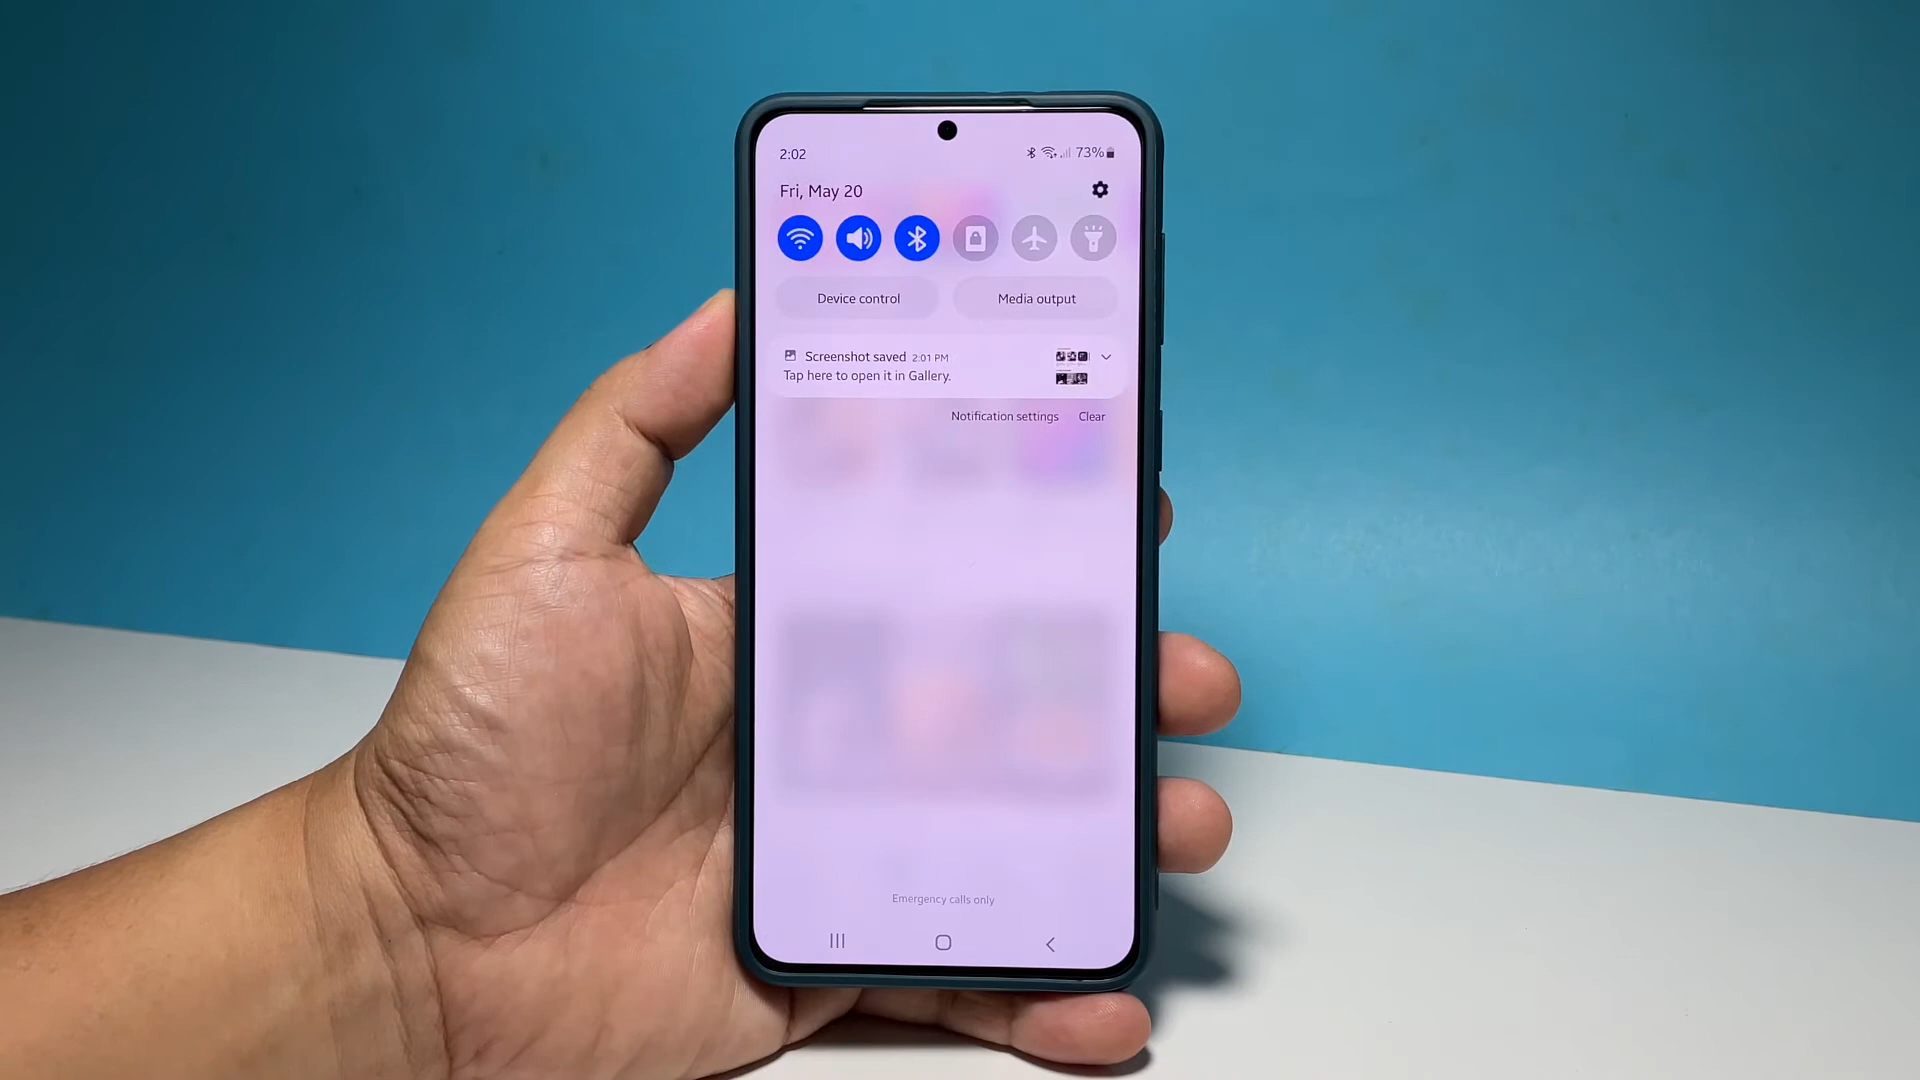 2:02 73%
Fri, May 20
Device control Media output
Screenshot saved 2:01 PM
Tap here to open it in Gallery.
Notification settings Clear
Emergency calls only